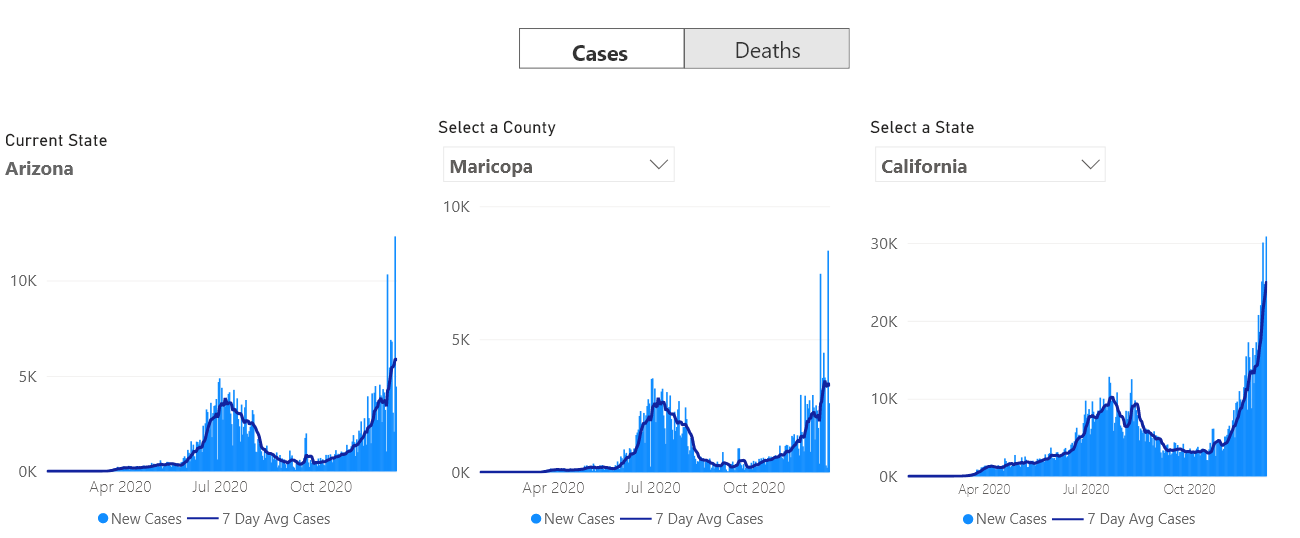 Cases Deaths
Current State
Arizona
10K
5K
0K
Apr 2020 Jul 2020 Oct 2020
New Cases 7 Day Avg Cases
Select a County
Maricopa
10K
5K
0K
Apr 2020 Jul 2020 Oct 2020
New Cases 7 Day Avg Cases
Select a State
California
30K
20K
10K
0K
Apr 2020 Jul 2020 Oct 2020
New Cases 7 Day Avg Cases